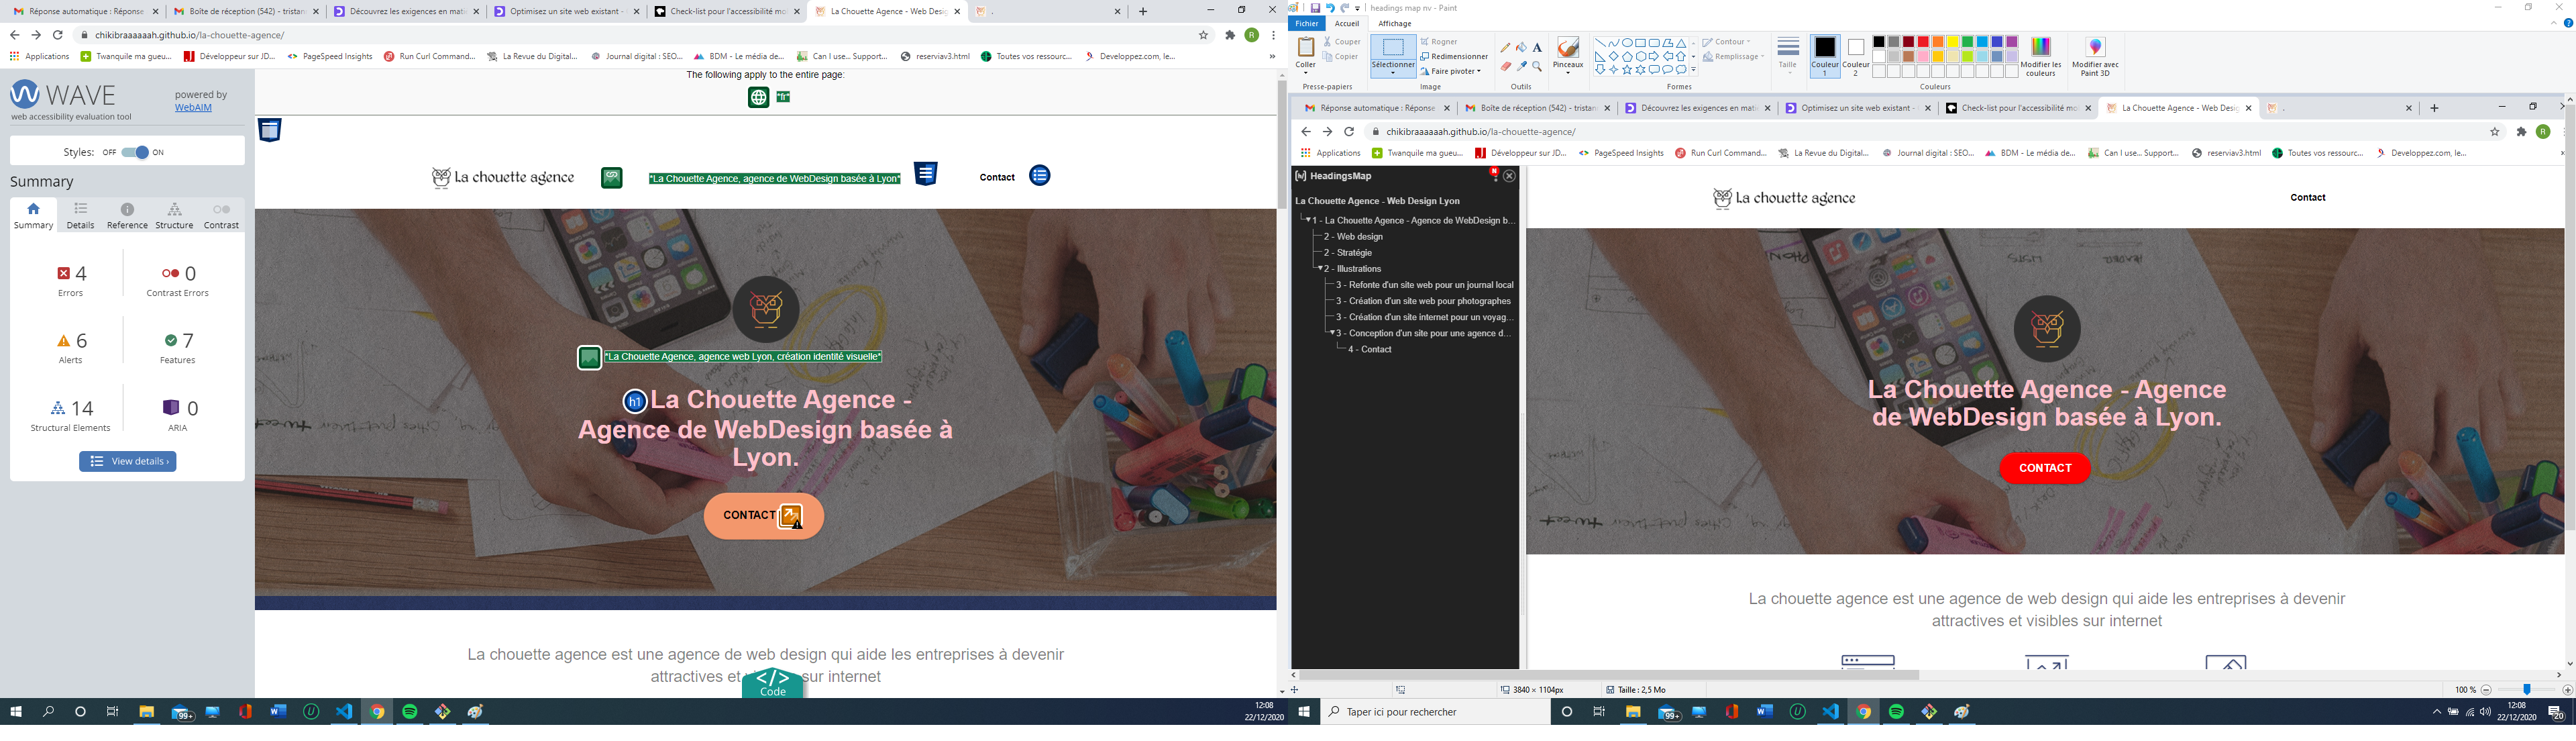 Réponse automatique : Réponse
Boîte de réception (542) - tristan
Découvrez les exigences en mati
Optimisez un site web existant -
Check-list pour l'accessibilité mo
La Chouette Agence - Web Desig
.
chikibraaaaaah.github.io/la-chouette-agence/
R
Applications
Twanquile ma gueu...
Développeur sur JD...
PageSpeed Insights
Run Curl Command...
La Revue du Digital...
Journal digital : SEO...
BDM - Le média de...
Can I use... Support...
reserviav3.html
Toutes vos ressourc...
Developpez.com, le...
»
WAVE
web accessibility evaluation tool
powered by
WebAIM
Styles: OFF ON
Summary
Summary Details Reference Structure Contrast
4
Errors
0
Contrast Errors
6
Alerts
7
Features
14
Structural Elements
0
ARIA
View details ›
The following apply to the entire page:
*fr*
La chouette agence
*La Chouette Agence, agence de WebDesign basée à Lyon*
Contact
*La Chouette Agence, agence web Lyon, création identité visuelle*
h1
La Chouette Agence -
Agence de WebDesign basée à
Lyon.
CONTACT
La chouette agence est une agence de web design qui aide les entreprises à devenir
attractives et
sur internet
</>
Code
99+
12:08
22/12/2020
headings map nv - Paint
Fichier
Accueil
Affichage
Coller
Couper
Copier
Presse-papiers
Sélectionner
Rogner
Redimensionner
Faire pivoter
Image
A
Outils
Pinceaux
Contour
Remplissage
Formes
Taille
Couleur
1
Couleur
2
Modifier les
couleurs
Modifier avec
Paint 3D
Couleurs
Réponse automatique : Réponse
Boîte de réception (542) - tristan
Découvrez les exigences en mati
Optimisez un site web existant -
Check-list pour l'accessibilité mo
La Chouette Agence - Web Desig
.
chikibraaaaaah.github.io/la-chouette-agence/
R
Applications
Twanquile ma gueu...
Développeur sur JD...
PageSpeed Insights
Run Curl Command...
La Revue du Digital...
Journal digital : SEO...
BDM - Le média de...
Can I use... Support...
reserviav3.html
Toutes vos ressourc...
Developpez.com, le...
HeadingsMap
N
La Chouette Agence - Web Design Lyon
1 - La Chouette Agence - Agence de WebDesign b...
2 - Web design
2 - Stratégie
2 - Illustrations
3 - Refonte d'un site web pour un journal local
3 - Création d'un site web pour photographes
3 - Création d'un site internet pour un voyag...
3 - Conception d'un site pour une agence d...
4 - Contact
La chouette agence
Contact
La Chouette Agence - Agence
de WebDesign basée à Lyon.
CONTACT
La chouette agence est une agence de web design qui aide les entreprises à devenir
attractives et visibles sur internet
3840 × 1104px
Taille : 2,5 Mo
100 %
Taper ici pour rechercher
99+
12:08
22/12/2020
20